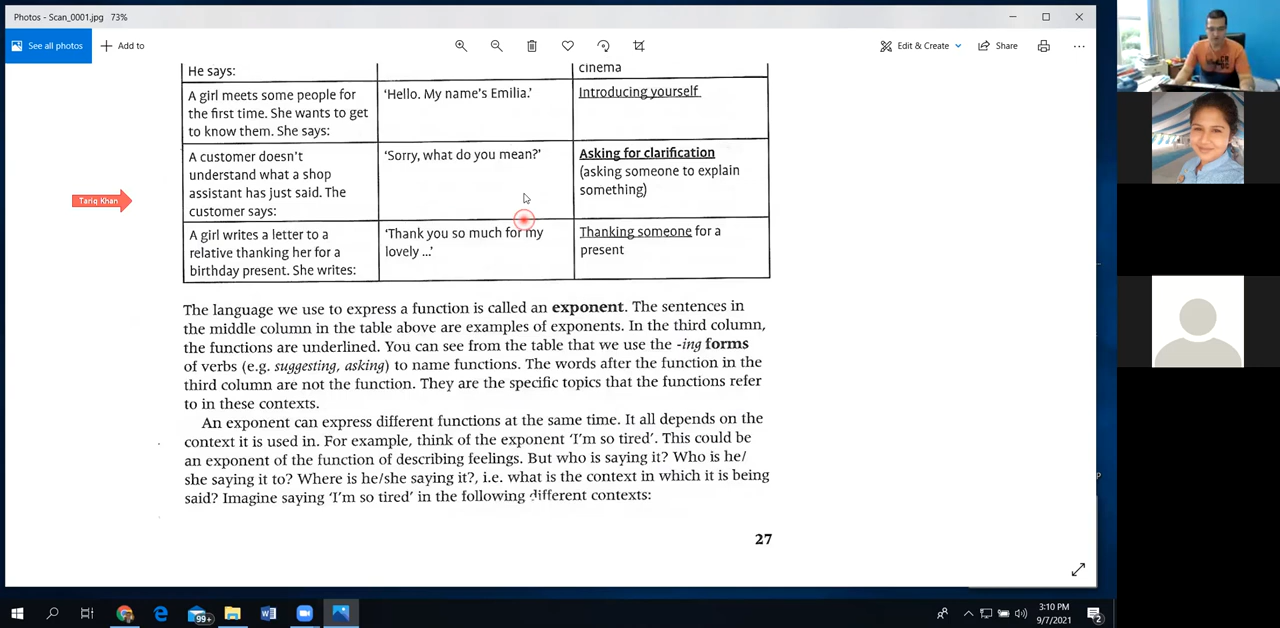 Photos - Scan_0001.jpg 73%
See all photos
Add to
Edit & Create
Share
He says:
cinema
A girl meets some people for
the first time. She wants to get
to know them. She says:
‘Hello. My name's Emilia.’
Introducing yourself
A customer doesn't
understand what a shop
assistant has just said. The
customer says:
‘Sorry, what do you mean?’
Asking for clarification
(asking someone to explain
something)
Tariq Khan
A girl writes a letter to a
relative thanking her for a
birthday present. She writes:
‘Thank you so much for my
lovely ...’
Thanking someone for a
present
The language we use to express a function is called an exponent. The sentences in
the middle column in the table above are examples of exponents. In the third column,
the functions are underlined. You can see from the table that we use the -ing forms
of verbs (e.g. suggesting, asking) to name functions. The words after the function in the
third column are not the function. They are the specific topics that the functions refer
to in these contexts.
An exponent can express different functions at the same time. It all depends on the
context it is used in. For example, think of the exponent ‘I'm so tired’. This could be
an exponent of the function of describing feelings. But who is saying it? Who is he/
she saying it to? Where is he/she saying it?, i.e. what is the context in which it is being
said? Imagine saying ‘I'm so tired’ in the following different contexts:
27
99+
3:10 PM
9/7/2021
2